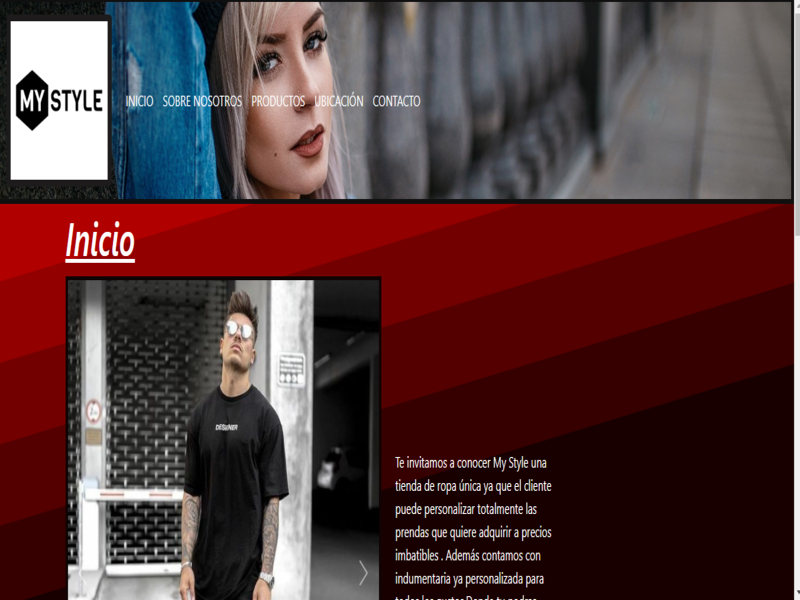 MY STYLE
INICIO SOBRE NOSOTROS PRODUCTOS UBICACIÓN CONTACTO
Inicio
DESIGNER
Te invitamos a conocer My Style una
tienda de ropa única ya que el cliente
puede personalizar totalmente las
prendas que quiere adquirir a precios
imbatibles . Además contamos con
indumentaria ya personalizada para